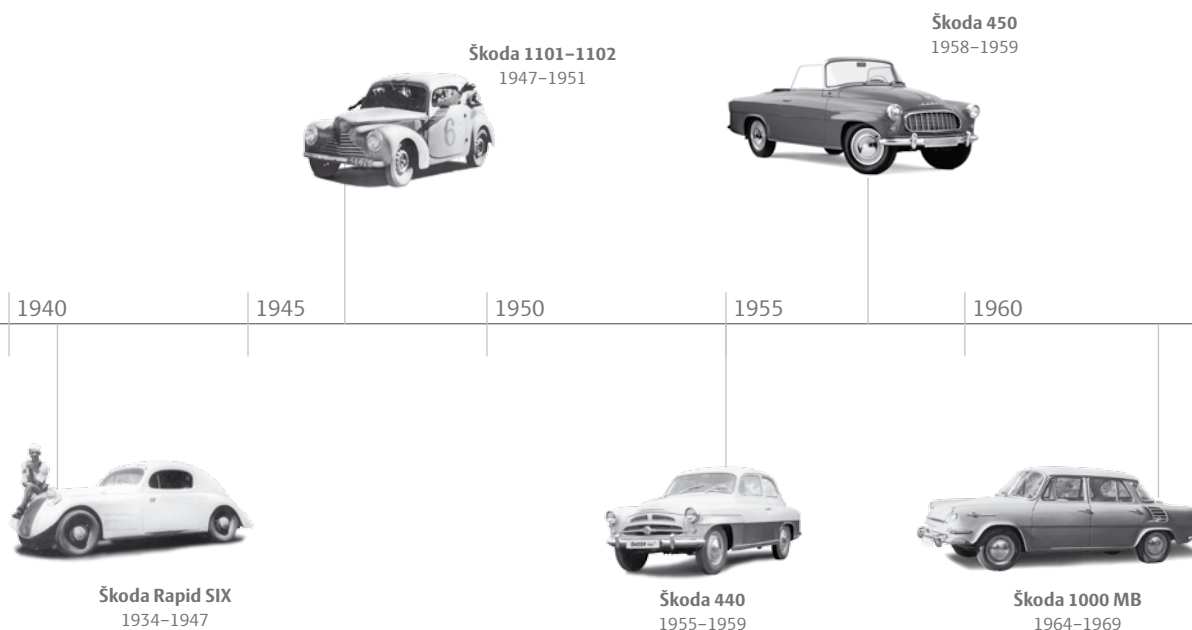 Škoda 450
1958–1959
Škoda 1101–1102
1947–1951
6
1940
1945
1950
1955
1960
Škoda Rapid SIX
1934–1947
Škoda 440
1955–1959
Škoda 1000 MB
1964–1969